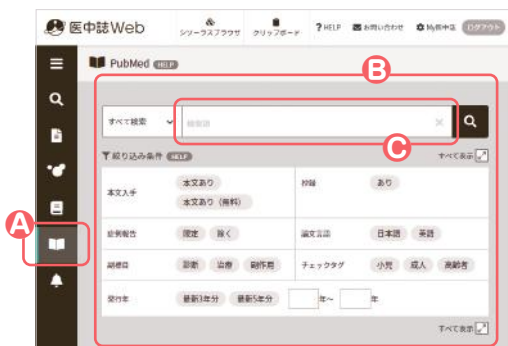 医中誌Web
シソーラスブラウザ クリップボード ? HELP お問い合わせ My医中誌 ログアウト
PubMed HELP
B
すべて検索 検索語 ×
C
絞り込み条件 HELP すべて表示
本文入手 本文あり 抄録 あり
本文あり（無料）
症例報告 限定 除く 論文言語 日本語 英語
A
副標目 診断 治療 副作用 チェックタグ 小児 成人 高齢者
発行年 最新3年分 最新5年分 年～ 年
すべて表示